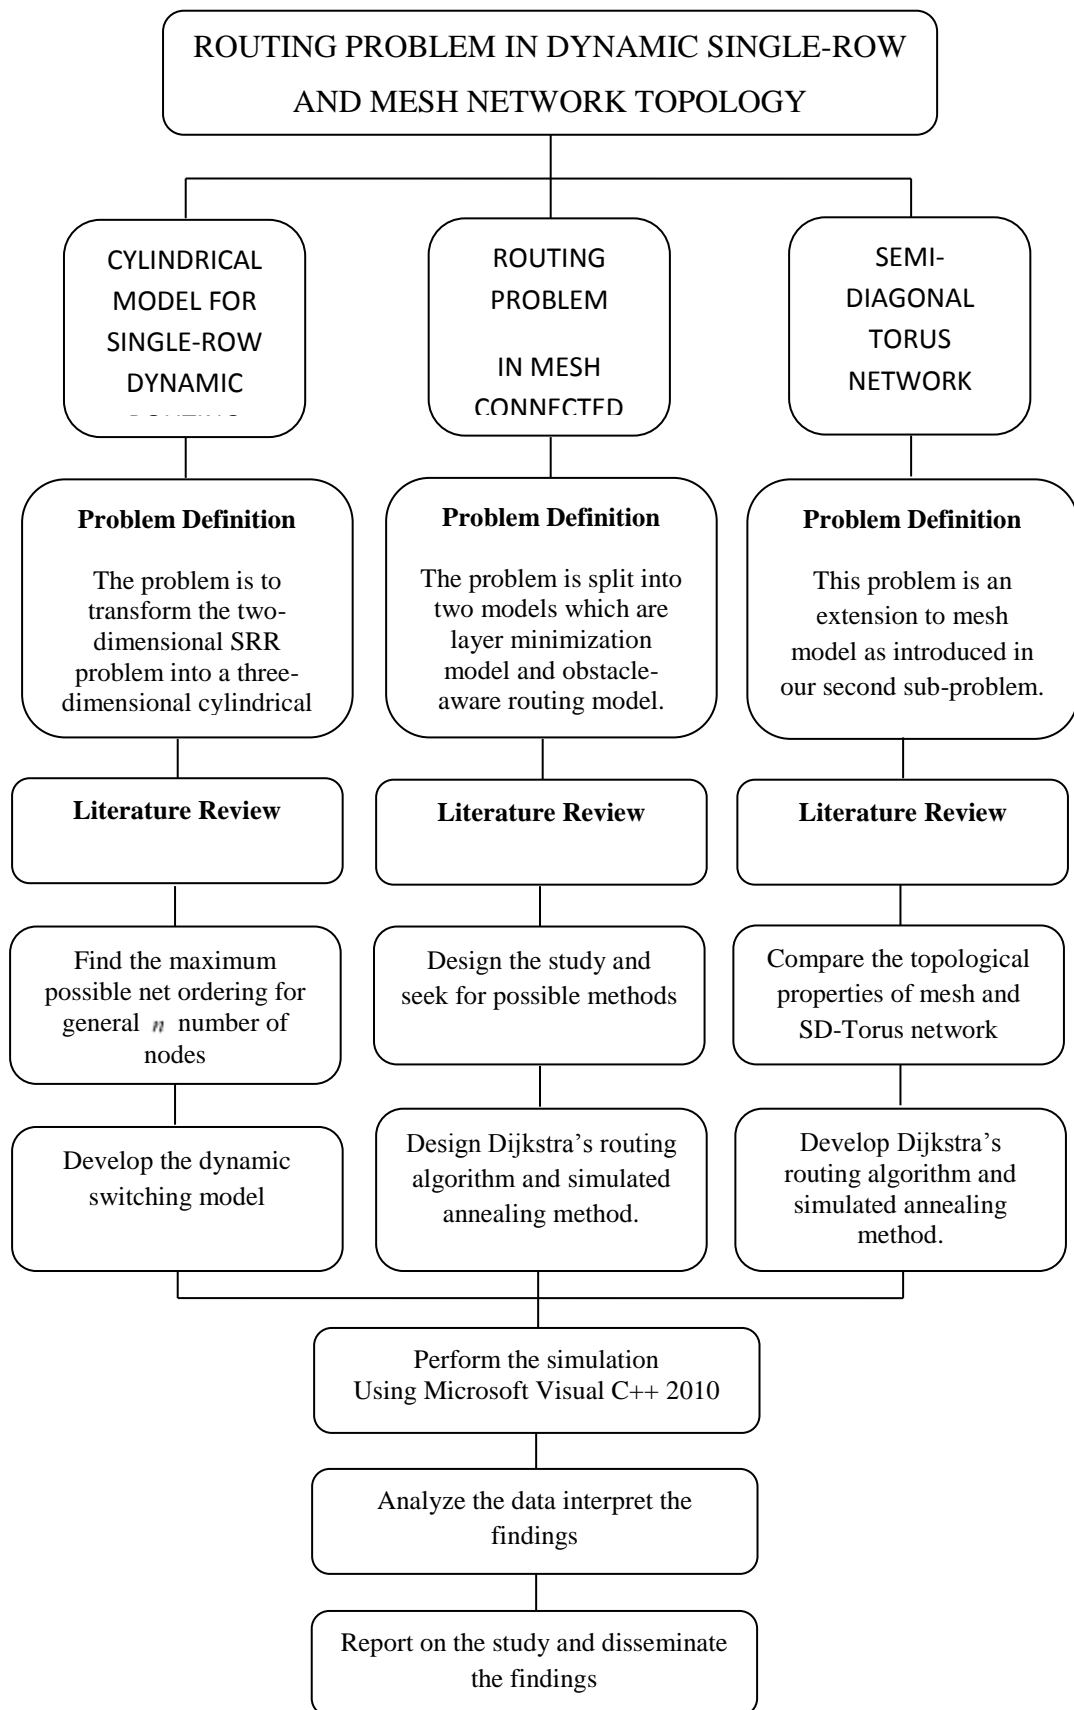 ROUTING PROBLEM IN DYNAMIC SINGLE-ROW
AND MESH NETWORK TOPOLOGY
CYLINDRICAL
MODEL FOR
SINGLE-ROW
DYNAMIC
ROUTING
PROBLEM
IN MESH
CONNECTED
SEMI-
DIAGONAL
TORUS
NETWORK
Problem Definition
The problem is to
transform the two-
dimensional SRR
problem into a three-
dimensional cylindrical
Problem Definition
The problem is split into
two models which are
layer minimization
model and obstacle-
aware routing model.
Problem Definition
This problem is an
extension to mesh
model as introduced in
our second sub-problem.
Literature Review
Literature Review
Literature Review
Find the maximum
possible net ordering for
general n number of
nodes
Design the study and
seek for possible methods
Compare the topological
properties of mesh and
SD-Torus network
Develop the dynamic
switching model
Design Dijkstra’s routing
algorithm and simulated
annealing method.
Develop Dijkstra’s
routing algorithm and
simulated annealing
method.
Perform the simulation
Using Microsoft Visual C++ 2010
Analyze the data interpret the
findings
Report on the study and disseminate
the findings